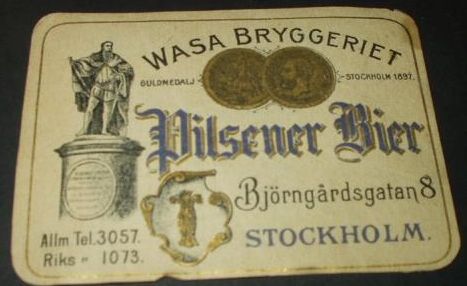 WASA BRYGGERIET
GULDMEDALJ STOCKHOLM 1897.
Pilsener Bier
Björngårdsgatan 8
STOCKHOLM.
Allm Tel. 3057.
Riks " 1073.